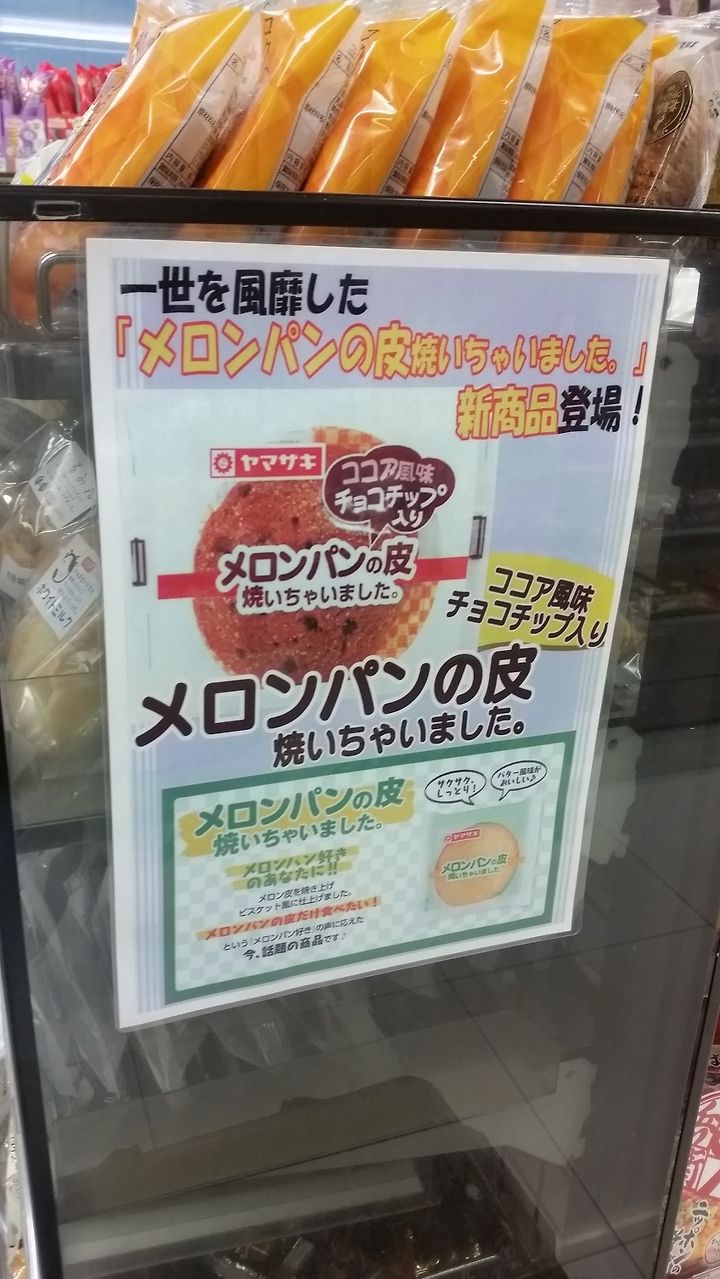 一世を風靡した
「メロンパンの皮焼いちゃいました。」
新商品登場！
ヤマザキ
ココア風味
チョコチップ
入り
メロンパンの皮
焼いちゃいました。
ココア風味
チョコチップ入り
メロンパンの皮
焼いちゃいました。
メロンパンの皮
焼いちゃいました。
サクサク、
しっとり！
バター風味が
おいしい♪
メロンパン好き
のあなたに!!
メロン皮を焼き上げ
ビスケット風に仕上げました。
メロンパンの皮だけ食べたい！
という「メロンパン好き」の声に応えた
今、話題の商品です♪
ヤマザキ
メロンパンの皮
焼いちゃいました。
ホワイトミルク